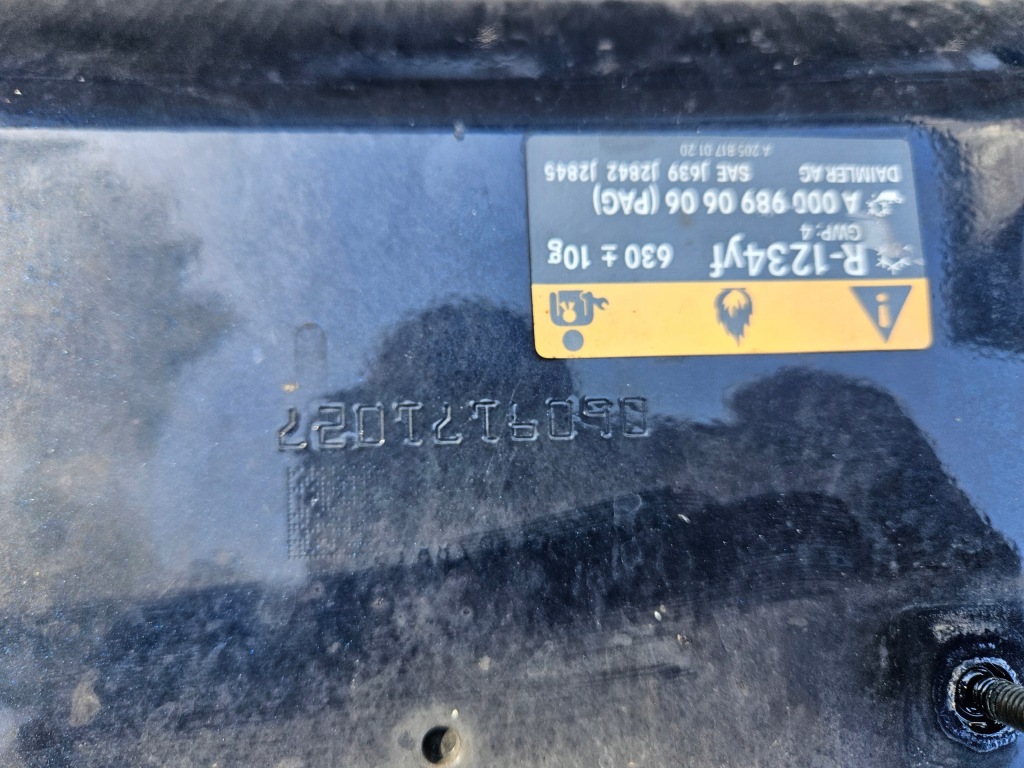 R-1234yf 630 ± 10g
GWP: 4
A 000 989 06 06 (PAG)
DAIMLER AG SAE J639 J2842 J2845
A 205 817 01 20
0609171027